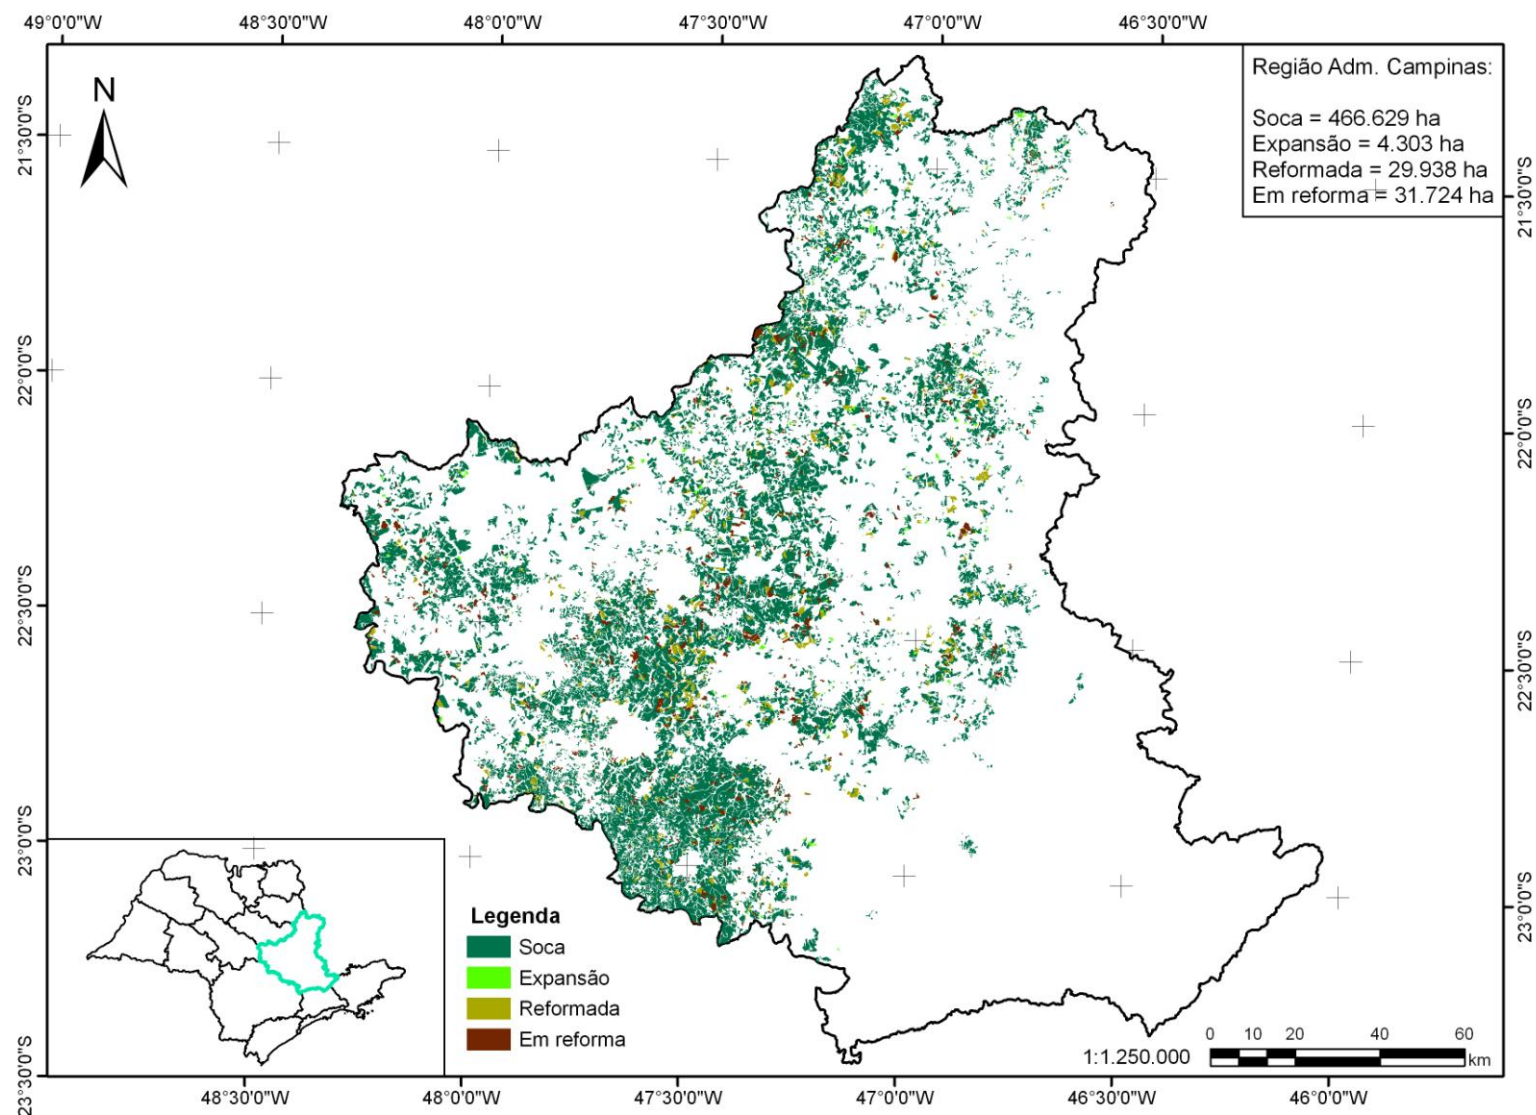 49°0'0"W 48°30'0"W 48°0'0"W 47°30'0"W 47°0'0"W 46°30'0"W
N
Região Adm. Campinas:
Soca = 466.629 ha
Expansão = 4.303 ha
Reformada = 29.938 ha
Em reforma = 31.724 ha
21°30'0"S
22°0'0"S
22°30'0"S
23°0'0"S
23°30'0"S
21°30'0"S
22°0'0"S
22°30'0"S
23°0'0"S
Legenda
Soca
Expansão
Reformada
Em reforma
1:1.250.000
0 10 20 40 60
km
48°30'0"W 48°0'0"W 47°30'0"W 47°0'0"W 46°30'0"W 46°0'0"W